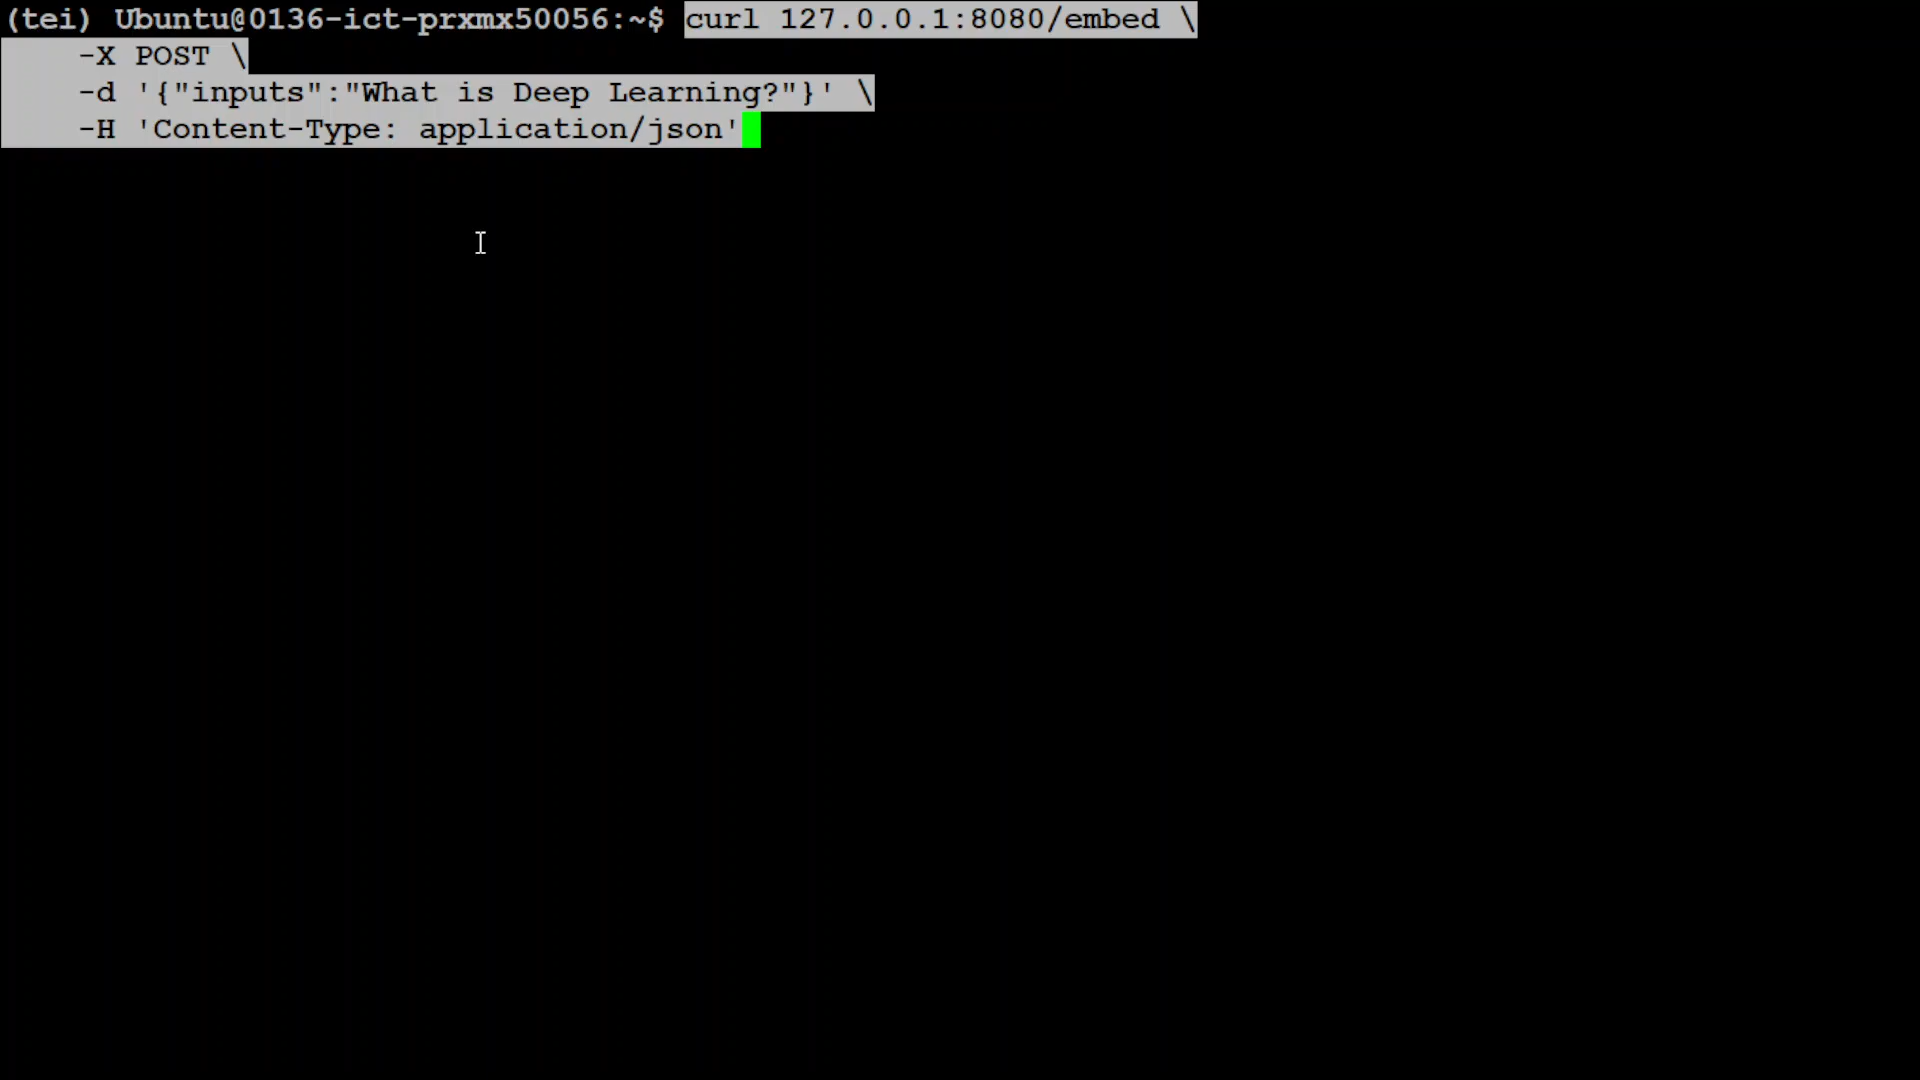 (tei) Ubuntu@0136-ict-prxmx50056:~$ curl 127.0.0.1:8080/embed \
    -X POST \
    -d '{"inputs":"What is Deep Learning?"}' \
    -H 'Content-Type: application/json'